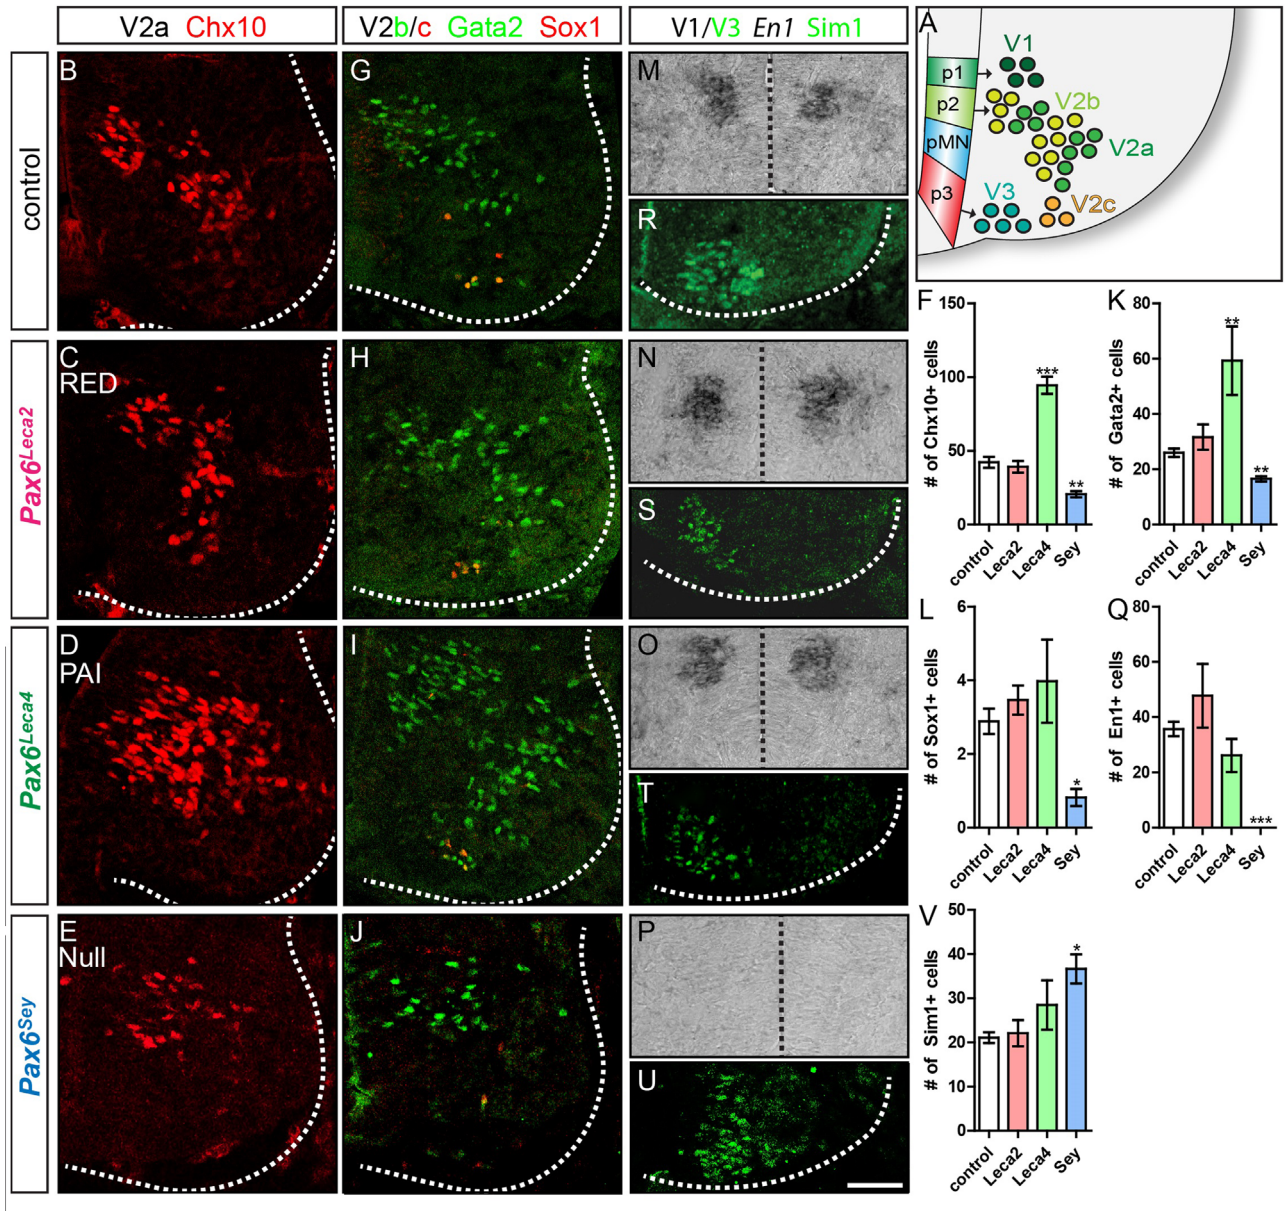 V2a Chx10
V2b/c Gata2 Sox1
V1/V3 En1 Sim1
control
Pax6Leca2
Pax6Leca4
Pax6Sey
B
G
M
R
C
RED
H
N
S
D
PAI
I
O
T
E
Null
J
P
U
A
V1
p1
p2
V2b
pMN
V2a
p3
V3
V2c
F
# of Chx10+ cells
150
100
50
0
***
**
control
Leca2
Leca4
Sey
K
# of Gata2+ cells
80
60
40
20
0
**
**
control
Leca2
Leca4
Sey
L
# of Sox1+ cells
6
4
2
0
*
control
Leca2
Leca4
Sey
Q
# of En1+ cells
80
60
40
20
0
***
control
Leca2
Leca4
Sey
V
# of Sim1+ cells
50
40
30
20
10
0
*
control
Leca2
Leca4
Sey